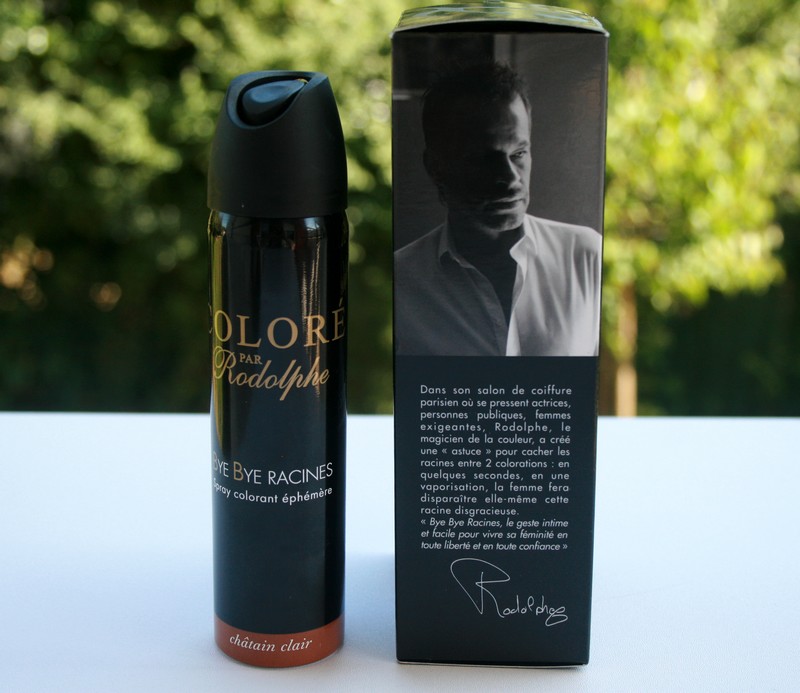 COLORÉ
PAR
Rodolphe
BYE BYE RACINES
Spray colorant éphémère
châtain clair
Dans son salon de coiffure
parisien où se pressent actrices,
personnes publiques, femmes
exigeantes, Rodolphe, le
magicien de la couleur, a créé
une « astuce » pour cacher les
racines entre 2 colorations : en
quelques secondes, en une
vaporisation, la femme fera
disparaître elle-même cette
racine disgracieuse.
« Bye Bye Racines, le geste intime
et facile pour vivre sa féminité en
toute liberté et en toute confiance »
Rodolphe